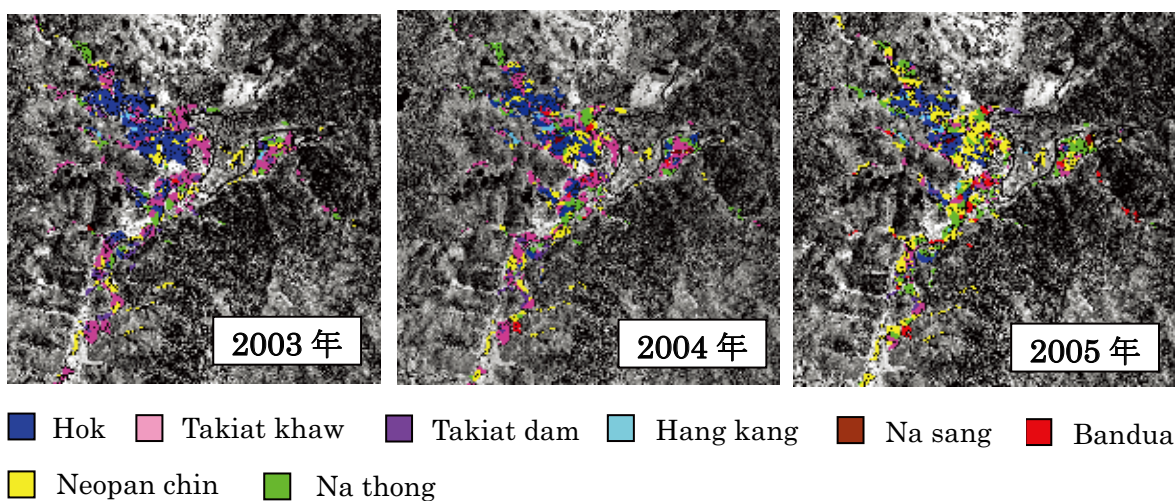 2003 年
2004 年
2005 年
Hok Takiat khaw Takiat dam Hang kang Na sang Bandua
Neopan chin Na thong